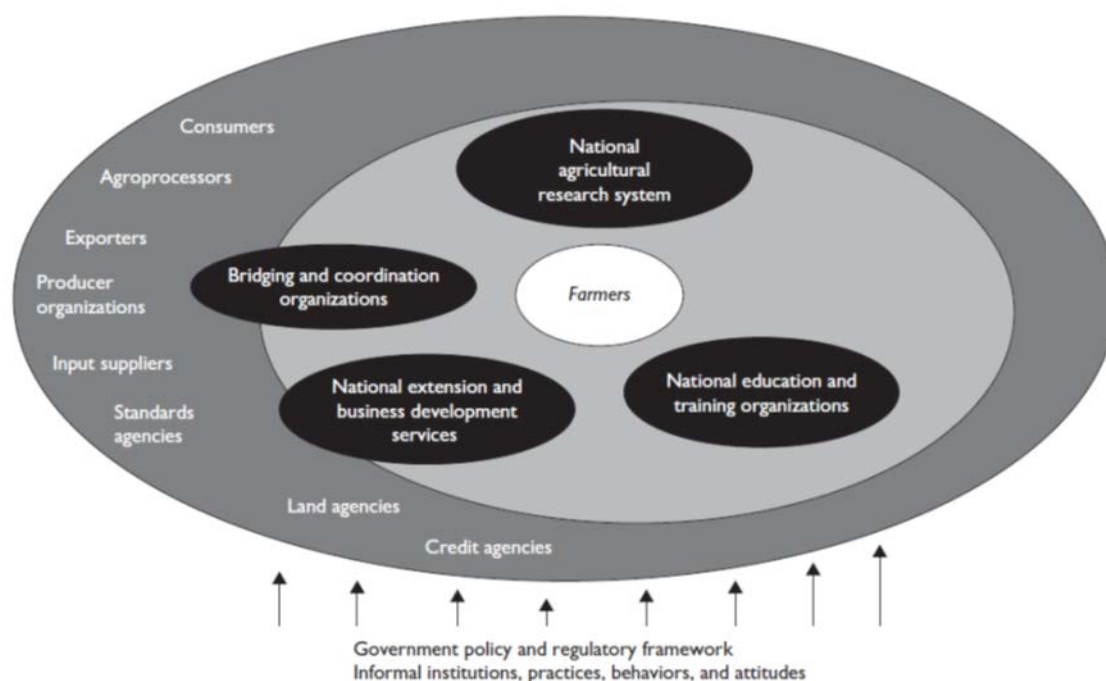 Consumers
Agroprocessors
Exporters
Producer
organizations
Input suppliers
Standards
agencies
Land agencies
Credit agencies
National
agricultural
research system
Bridging and coordination
organizations
Farmers
National extension and
business development
services
National education and
training organizations
Government policy and regulatory framework
Informal institutions, practices, behaviors, and attitudes